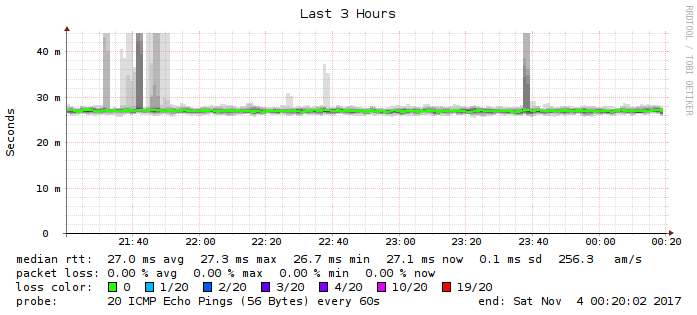 Last 3 Hours
RRDTOOL / TOBI OETIKER
Seconds
40 m
30 m
20 m
10 m
0
21:40 22:00 22:20 22:40 23:00 23:20 23:40 00:00 00:20
median rtt: 27.0 ms avg 27.3 ms max 26.7 ms min 27.1 ms now 0.1 ms sd 256.3 am/s
packet loss: 0.00 % avg 0.00 % max 0.00 % min 0.00 % now
loss color: 0 1/20 2/20 3/20 4/20 10/20 19/20
probe: 20 ICMP Echo Pings (56 Bytes) every 60s end: Sat Nov 4 00:20:02 2017